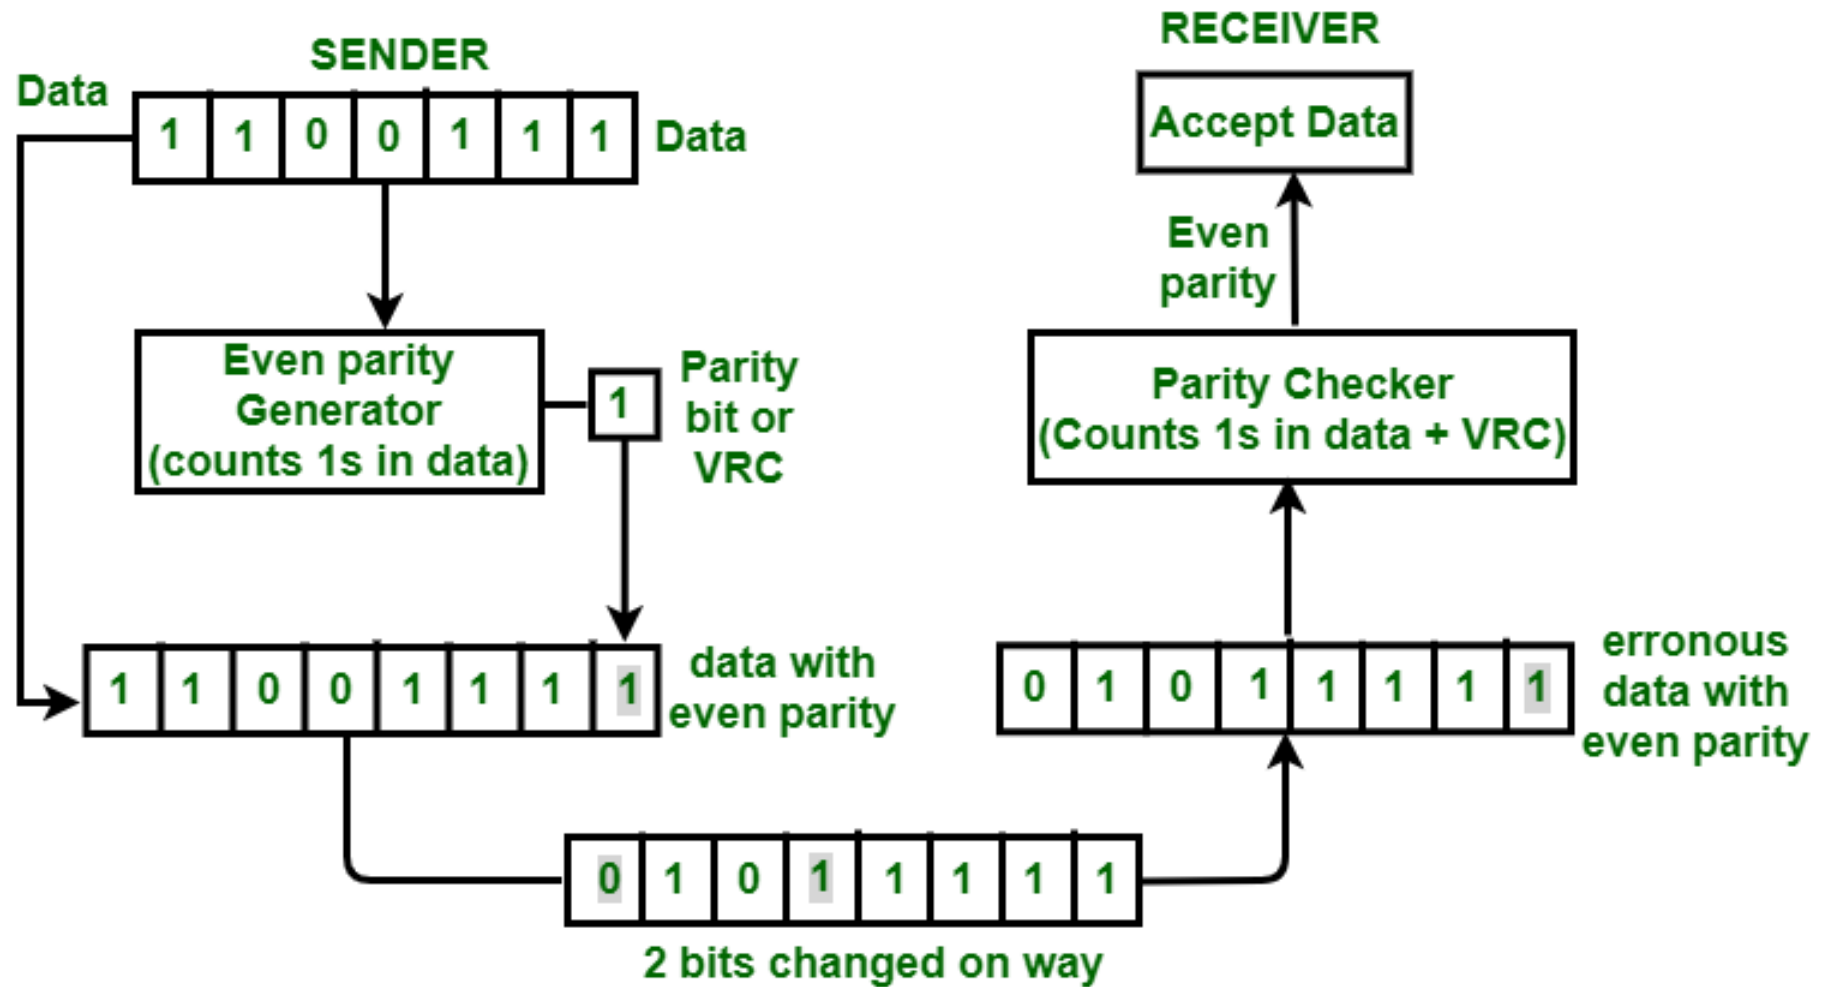 SENDER
Data
1 1 0 0 1 1 1
Data
Even parity
Generator
(counts 1s in data)
1
Parity
bit or
VRC
1 1 0 0 1 1 1 1
data with
even parity
0 1 0 1 1 1 1 1
2 bits changed on way
RECEIVER
Accept Data
Even
parity
Parity Checker
(Counts 1s in data + VRC)
0 1 0 1 1 1 1 1
erronous
data with
even parity